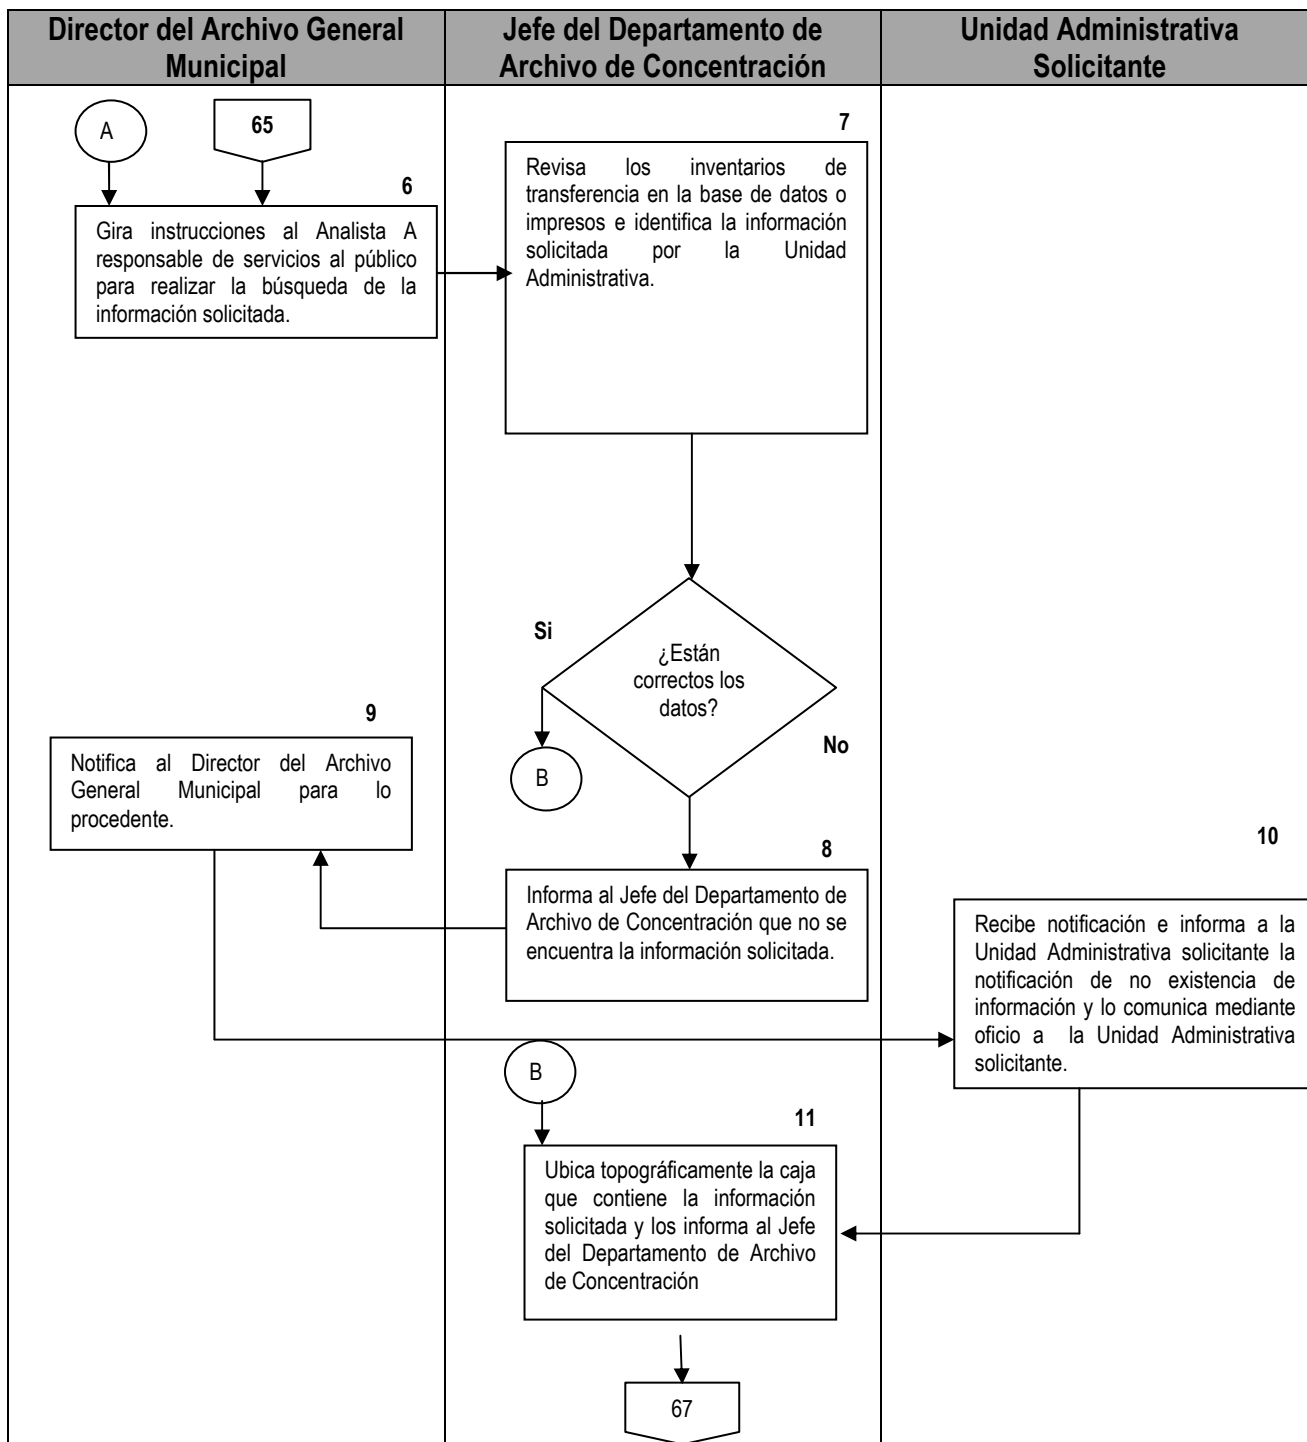 Director del Archivo General
Municipal
Jefe del Departamento de
Archivo de Concentración
Unidad Administrativa
Solicitante
A
65
6
Gira instrucciones al Analista A
responsable de servicios al público
para realizar la búsqueda de la
información solicitada.
7
Revisa los inventarios de
transferencia en la base de datos o
impresos e identifica la información
solicitada por la Unidad
Administrativa.
Si
¿Están
correctos los
datos?
No
B
9
Notifica al Director del Archivo
General Municipal para lo
procedente.
8
Informa al Jefe del Departamento de
Archivo de Concentración que no se
encuentra la información solicitada.
10
Recibe notificación e informa a la
Unidad Administrativa solicitante la
notificación de no existencia de
información y lo comunica mediante
oficio a la Unidad Administrativa
solicitante.
B
11
Ubica topográficamente la caja
que contiene la información
solicitada y los informa al Jefe
del Departamento de Archivo
de Concentración
67